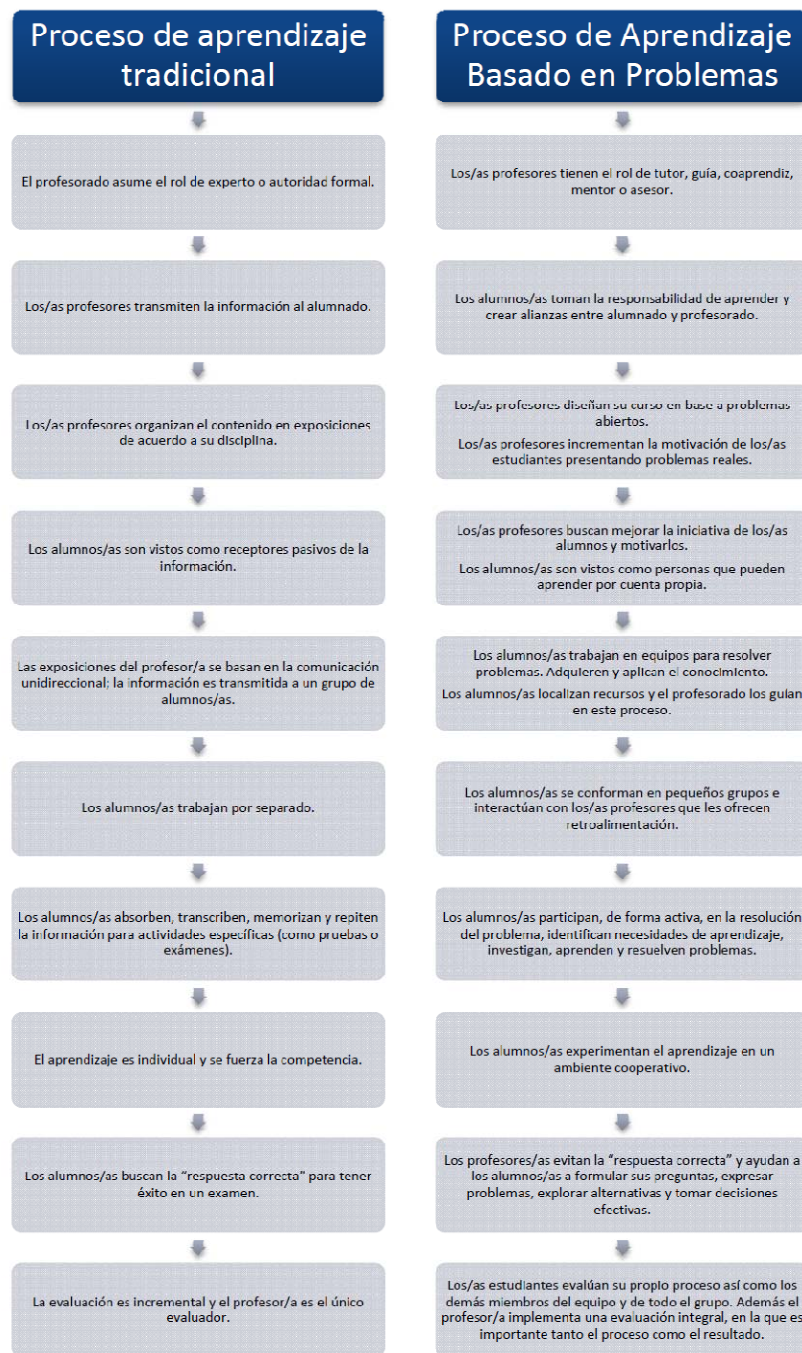 Proceso de aprendizaje
tradicional
El profesorado asume el rol de experto o autoridad formal.
Los/as profesores transmiten la información al alumnado.
Los/as profesores organizan el contenido en exposiciones
de acuerdo a su disciplina.
Los alumnos/as son vistos como receptores pasivos de la
información.
Las exposiciones del profesor/a se basan en la comunicación
unidireccional; la información es transmitida a un grupo de
alumnos/as.
Los alumnos/as trabajan por separado.
Los alumnos/as absorben, transcriben, memorizan y repiten
la información para actividades específicas (como pruebas o
exámenes).
El aprendizaje es individual y se fuerza la competencia.
Los alumnos/as buscan la “respuesta correcta” para tener
éxito en un examen.
La evaluación es incremental y el profesor/a es el único
evaluador.
Proceso de Aprendizaje
Basado en Problemas
Los/as profesores tienen el rol de tutor, guía, coaprendiz,
mentor o asesor.
Los alumnos/as toman la responsabilidad de aprender y
crear alianzas entre alumnado y profesorado.
Los/as profesores diseñan su curso en base a problemas
abiertos.
Los/as profesores incrementan la motivación de los/as
estudiantes presentando problemas reales.
Los/as profesores buscan mejorar la iniciativa de los/as
alumnos y motivarlos.
Los alumnos/as son vistos como personas que pueden
aprender por cuenta propia.
Los alumnos/as trabajan en equipos para resolver
problemas. Adquieren y aplican el conocimiento.
Los alumnos/as localizan recursos y el profesorado los guían
en este proceso.
Los alumnos/as se conforman en pequeños grupos e
interactúan con los/as profesores que les ofrecen
retroalimentación.
Los alumnos/as participan, de forma activa, en la resolución
del problema, identifican necesidades de aprendizaje,
investigan, aprenden y resuelven problemas.
Los alumnos/as experimentan el aprendizaje en un
ambiente cooperativo.
Los profesores/as evitan la “respuesta correcta” y ayudan a
los alumnos/as a formular sus preguntas, expresar
problemas, explorar alternativas y tomar decisiones
efectivas.
Los/as estudiantes evalúan su propio proceso así como los
demás miembros del equipo y de todo el grupo. Además el
profesor/a implementa una evaluación integral, en la que es
importante tanto el proceso como el resultado.